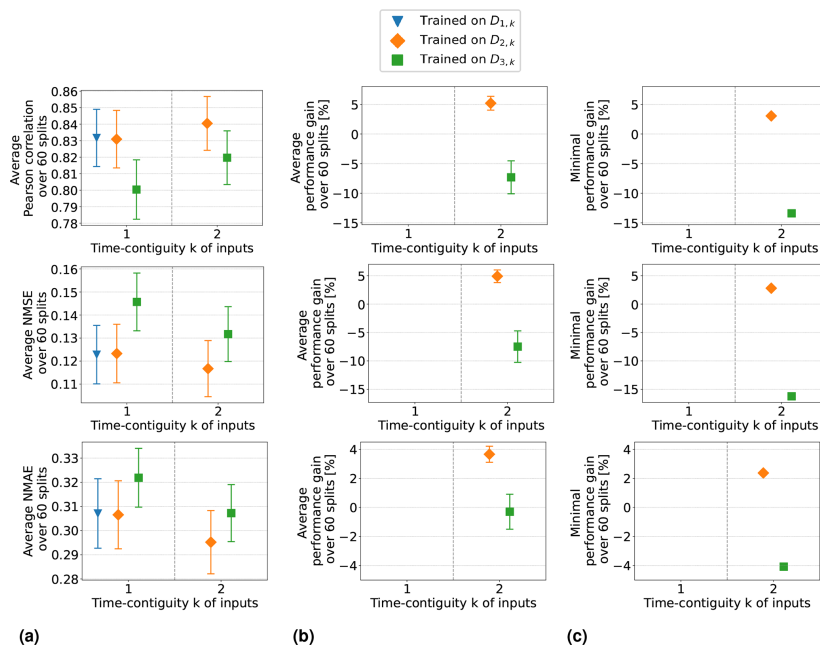 Trained on D1,k
Trained on D2,k
Trained on D3,k
Average
Pearson correlation
over 60 splits
0.86
0.85
0.84
0.83
0.82
0.81
0.80
0.79
0.78
1
2
Time-contiguity k of inputs
Average
performance gain
over 60 splits [%]
5
0
−5
−10
−15
1
2
Time-contiguity k of inputs
Minimal
performance gain
over 60 splits [%]
5
0
−5
−10
−15
1
2
Time-contiguity k of inputs
Average NMSE
over 60 splits
0.16
0.15
0.14
0.13
0.12
0.11
1
2
Time-contiguity k of inputs
Average
performance gain
over 60 splits [%]
5
0
−5
−10
−15
1
2
Time-contiguity k of inputs
Minimal
performance gain
over 60 splits [%]
5
0
−5
−10
−15
1
2
Time-contiguity k of inputs
Average NMAE
over 60 splits
0.33
0.32
0.31
0.30
0.29
0.28
1
2
Time-contiguity k of inputs
Average
performance gain
over 60 splits [%]
4
2
0
−2
−4
1
2
Time-contiguity k of inputs
Minimal
performance gain
over 60 splits [%]
4
2
0
−2
−4
1
2
Time-contiguity k of inputs
(a)
(b)
(c)